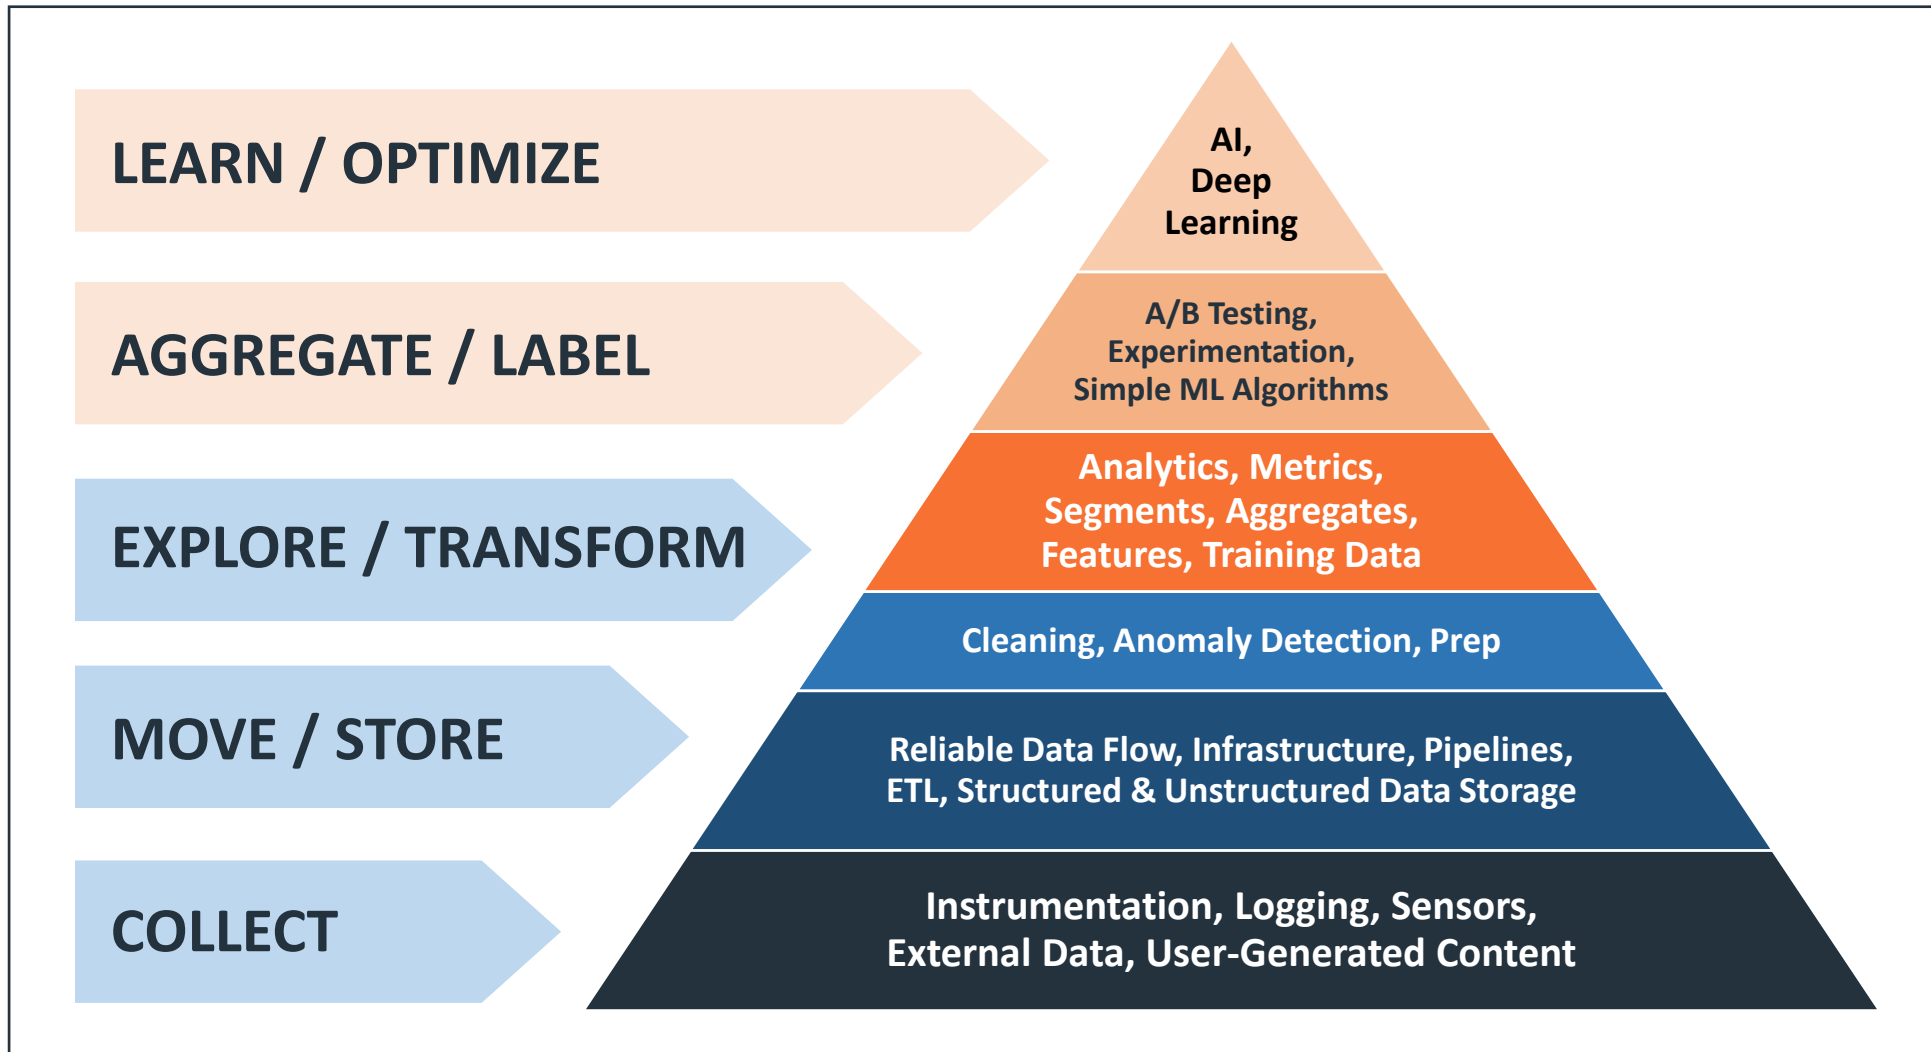 LEARN / OPTIMIZE
AI,
Deep
Learning
AGGREGATE / LABEL
A/B Testing,
Experimentation,
Simple ML Algorithms
EXPLORE / TRANSFORM
Analytics, Metrics,
Segments, Aggregates,
Features, Training Data
Cleaning, Anomaly Detection, Prep
MOVE / STORE
Reliable Data Flow, Infrastructure, Pipelines,
ETL, Structured & Unstructured Data Storage
COLLECT
Instrumentation, Logging, Sensors,
External Data, User-Generated Content